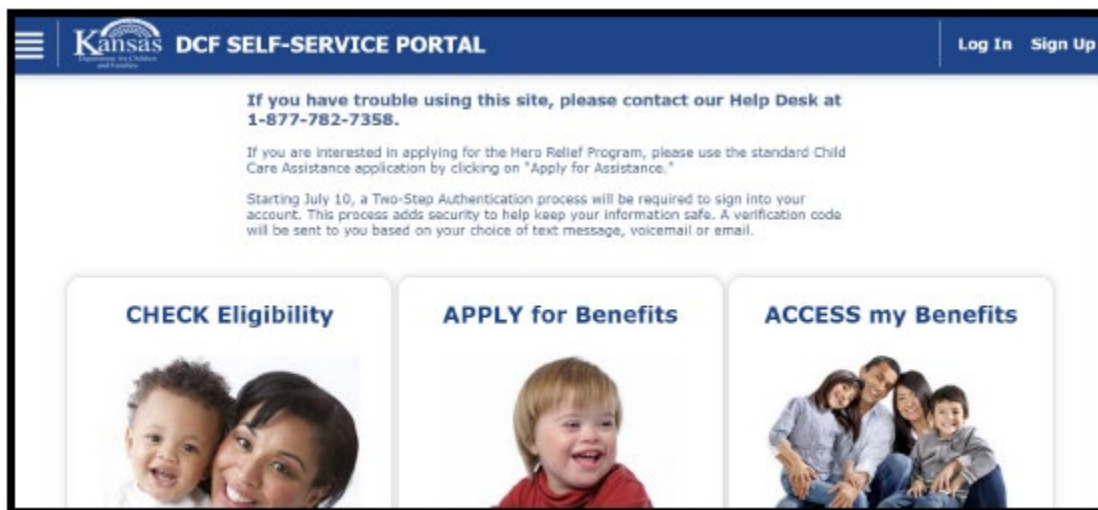 Kansas
Department for Children
and Families
DCF SELF-SERVICE PORTAL
Log In Sign Up
If you have trouble using this site, please contact our Help Desk at
1-877-782-7358.
If you are interested in applying for the Hero Relief Program, please use the standard Child
Care Assistance application by clicking on "Apply for Assistance."
Starting July 10, a Two-Step Authentication process will be required to sign into your
account. This process adds security to help keep your information safe. A verification code
will be sent to you based on your choice of text message, voicemail or email.
CHECK Eligibility
APPLY for Benefits
ACCESS my Benefits